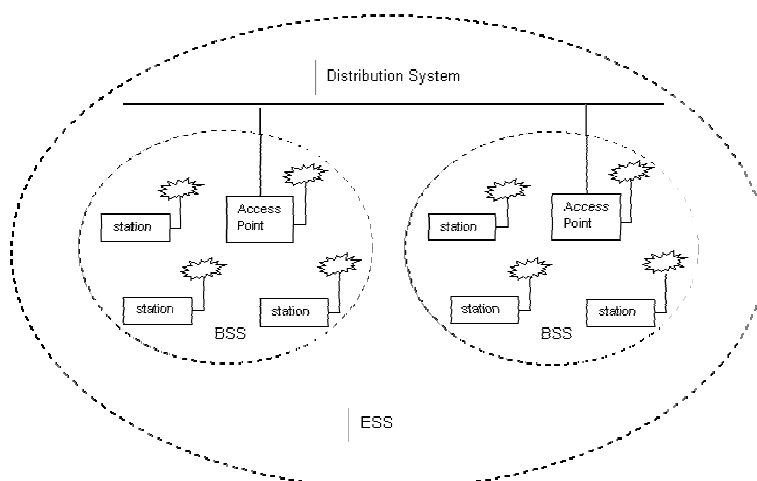 Distribution System
station
Access
Point
station
station
BSS
station
Access
Point
station
station
BSS
ESS